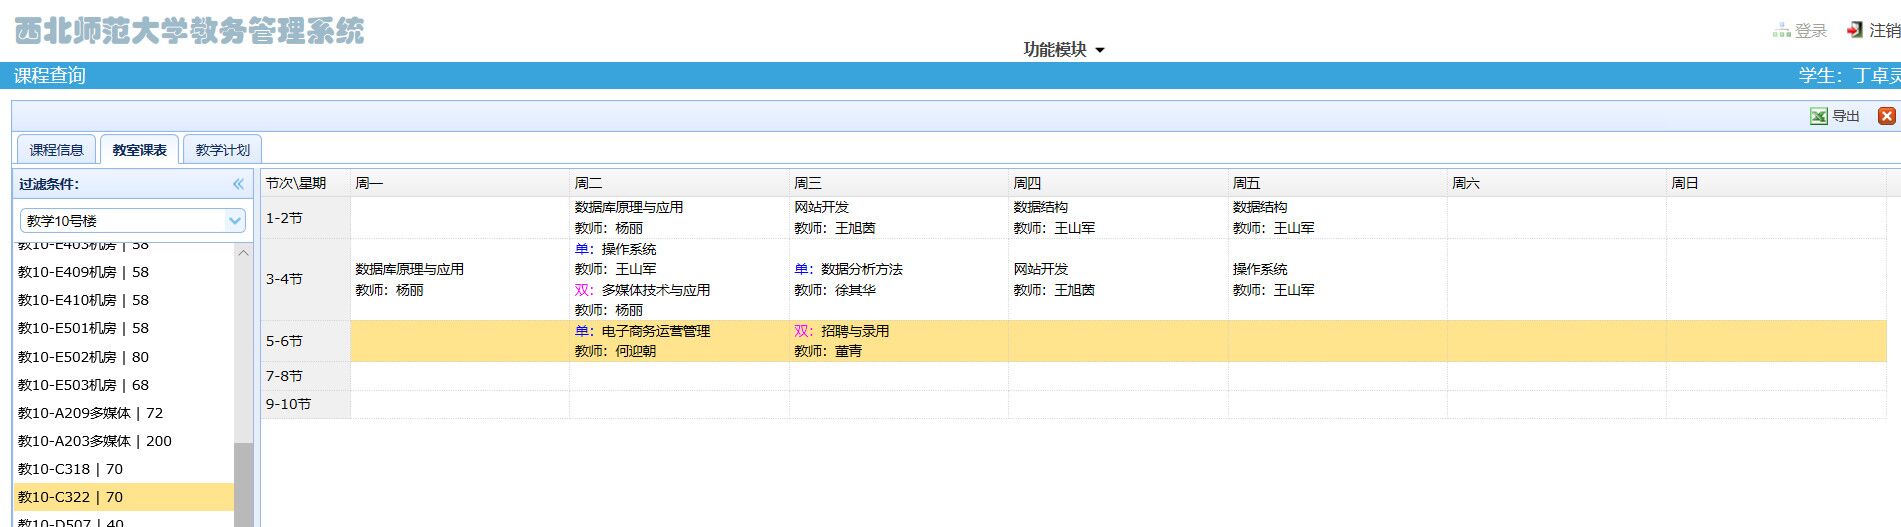 西北师范大学教务管理系统
登录
注销
功能模块
课程查询
学生：丁卓灵
导出
课程信息
教室课表
教学计划
过滤条件：
教学10号楼
教10-E403机房 | 58
教10-E409机房 | 58
教10-E410机房 | 58
教10-E501机房 | 58
教10-E502机房 | 80
教10-E503机房 | 68
教10-A209多媒体 | 72
教10-A203多媒体 | 200
教10-C318 | 70
教10-C322 | 70
教10-D507 | 40
节次\星期 周一 周二 周三 周四 周五 周六 周日
1-2节
数据库原理与应用
教师：杨丽
网站开发
教师：王旭茵
数据结构
教师：王山军
数据结构
教师：王山军
3-4节
数据库原理与应用
教师：杨丽
单：操作系统
教师：王山军
双：多媒体技术与应用
教师：杨丽
单：数据分析方法
教师：徐其华
网站开发
教师：王旭茵
操作系统
教师：王山军
5-6节
单：电子商务运营管理
教师：何迎朝
双：招聘与录用
教师：董青
7-8节
9-10节